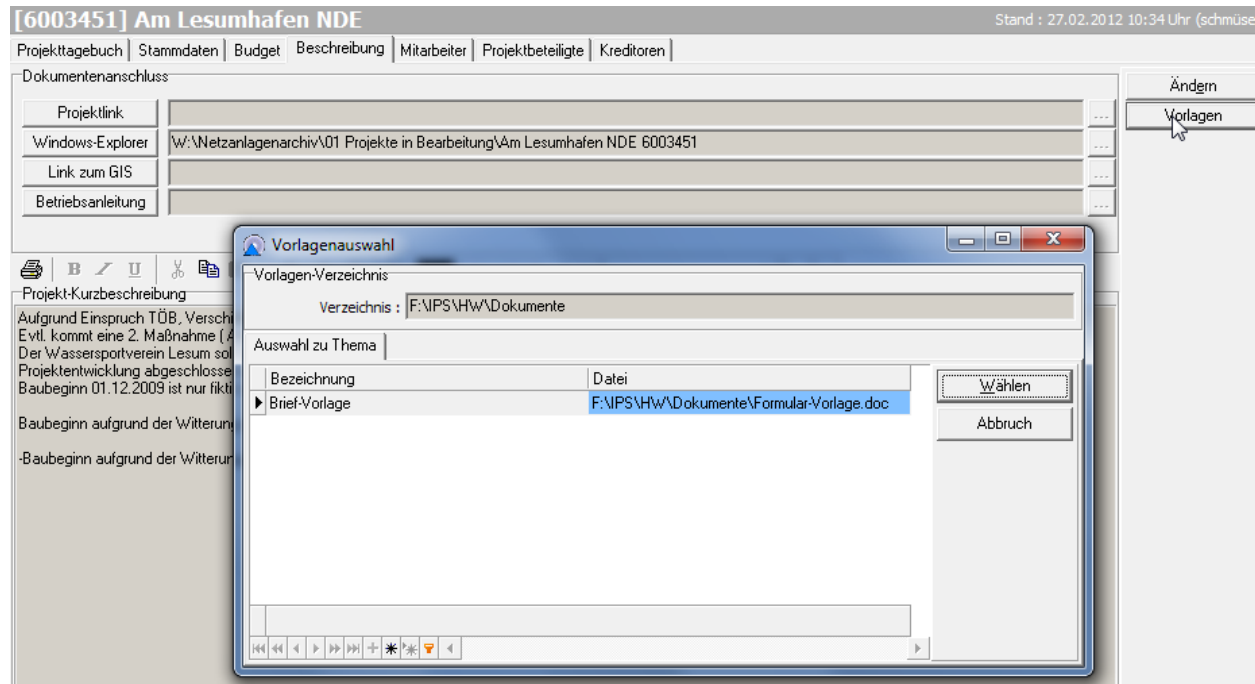 [6003451] Am Lesumhafen NDE
Stand : 27.02.2012 10:34 Uhr (schmüse
Projekttagebuch Stammdaten Budget Beschreibung Mitarbeiter Projektbeteiligte Kreditoren
Dokumentenanschluss
Ändern
Projektlink ...
Vorlagen
Windows-Explorer W:\Netzanlagenarchiv\01 Projekte in Bearbeitung\Am Lesumhafen NDE 6003451 ...
Link zum GIS ...
Betriebsanleitung ...
Vorlagenauswahl
B I U
Vorlagen-Verzeichnis
Verzeichnis : F:\IPS\HW\Dokumente
Projekt-Kurzbeschreibung
Aufgrund Einspruch TÖB, Verschi
Evtl. kommt eine 2. Maßnahme ( A
Der Wassersportverein Lesum sol
Projektentwicklung abgeschlosse
Baubeginn 01.12.2009 ist nur fikti
Baubeginn aufgrund der Witterun
-Baubeginn aufgrund der Witterur
Auswahl zu Thema
Bezeichnung Datei
Brief-Vorlage F:\IPS\HW\Dokumente\Formular-Vorlage.doc
Wählen
Abbruch